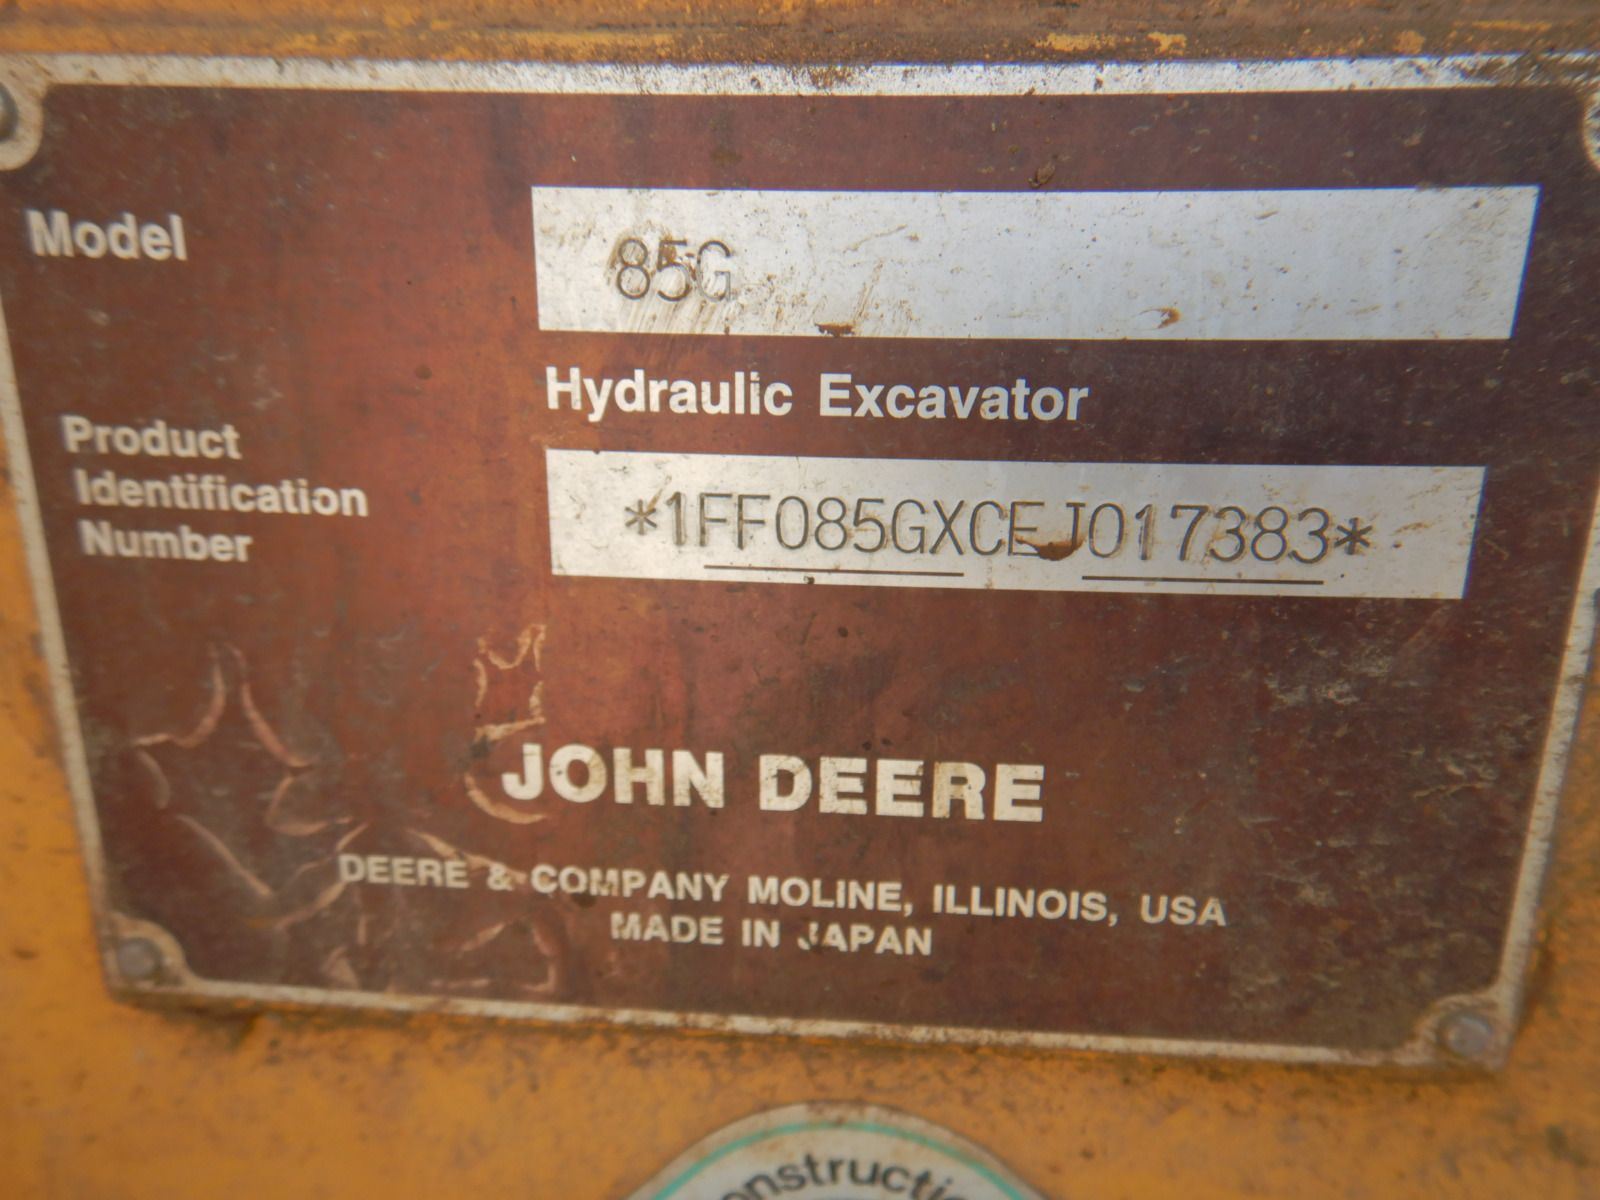 Model
85G
Hydraulic Excavator
Product
Identification
Number
*1FF085GXCEJ017383*
JOHN DEERE
DEERE & COMPANY MOLINE, ILLINOIS, USA
MADE IN JAPAN